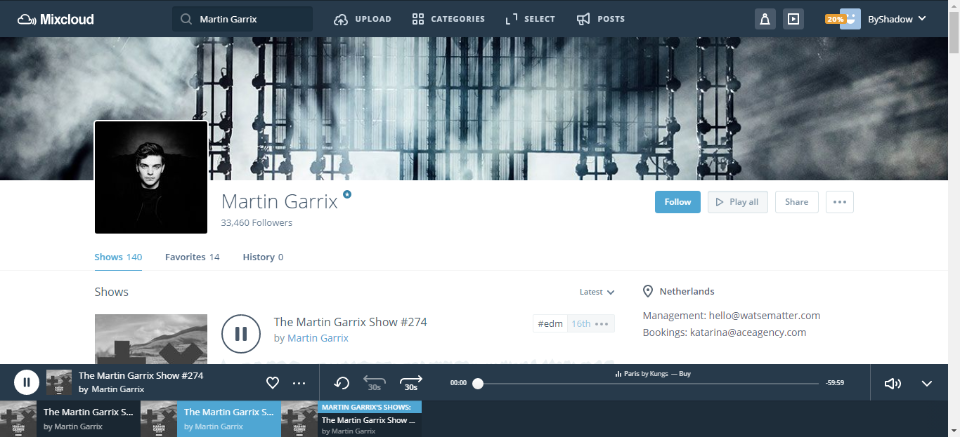 Mixcloud
Martin Garrix
UPLOAD
CATEGORIES
SELECT
POSTS
20%
ByShadow
Martin Garrix
33,460 Followers
Follow
Play all
Share
Shows 140
Favorites 14
History 0
Shows
Latest
Netherlands
The Martin Garrix Show #274
#edm 16th
by Martin Garrix
Management: hello@watsematter.com
Bookings: katarina@aceagency.com
The Martin Garrix Show #274
by Martin Garrix
30s
30s
00:00
Paris by Kungs — Buy
-59:59
The Martin Garrix S...
by Martin Garrix
The Martin Garrix S...
by Martin Garrix
MARTIN GARRIX'S SHOWS:
The Martin Garrix Show ...
by Martin Garrix